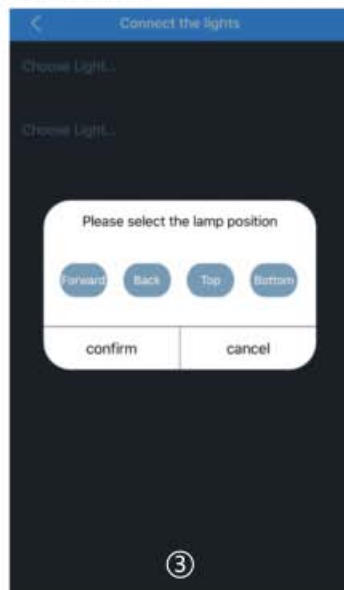 Connect the lights
Choose Light...
Choose Light...
Please select the lamp position
Forward Back Top Bottom
confirm cancel
③